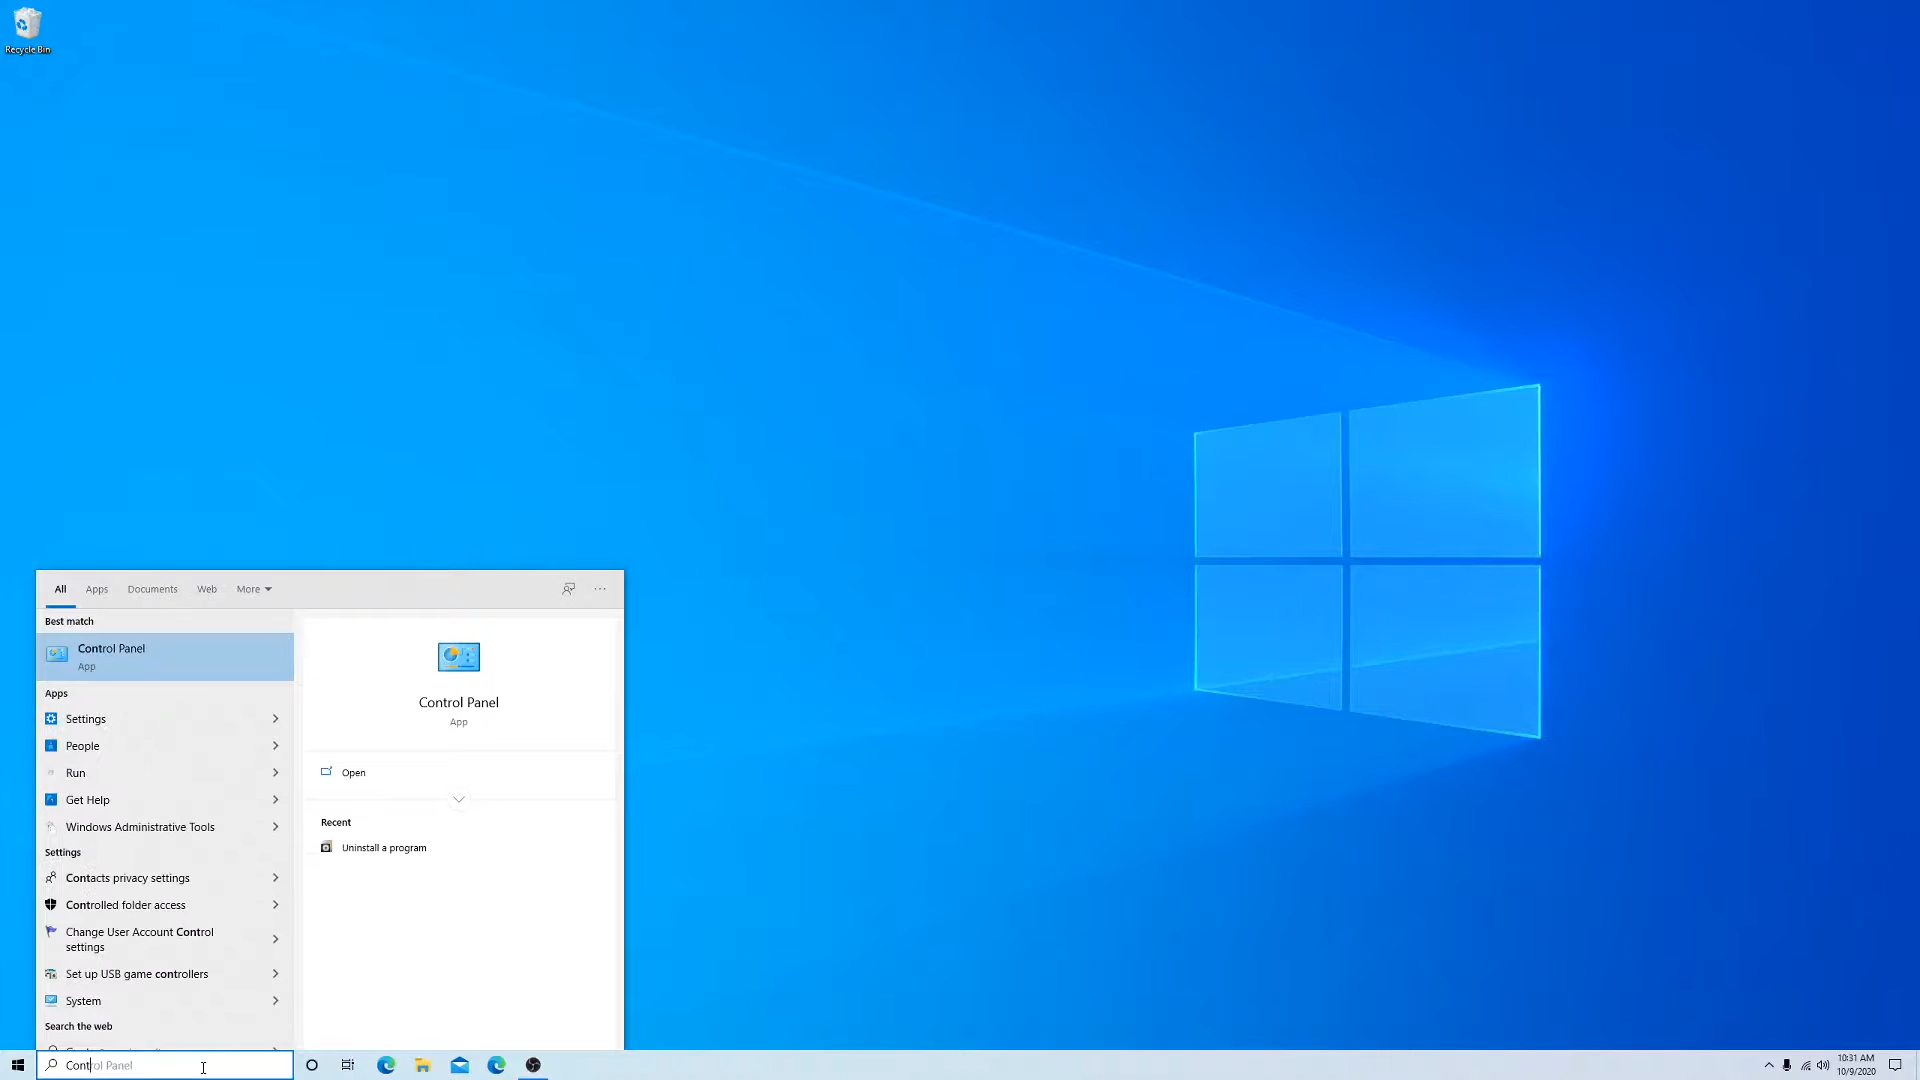 Recycle Bin
All
Apps
Documents
Web
More
Best match
Control Panel
App
Apps
Settings
People
Run
Get Help
Windows Administrative Tools
Settings
Contacts privacy settings
Controlled folder access
Change User Account Control
settings
Set up USB game controllers
System
Search the web
Control Panel
App
Open
Recent
Uninstall a program
Control Panel
10:31 AM
10/9/2020